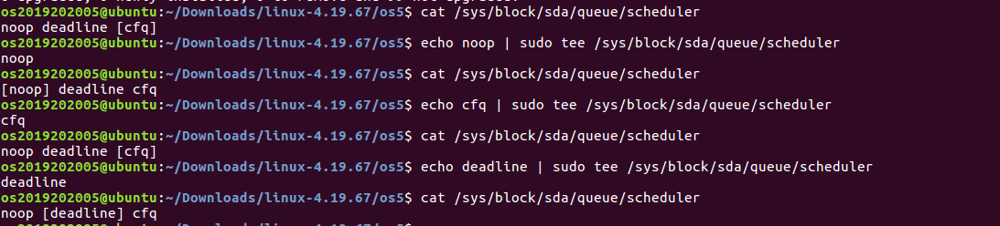 os2019202005@ubuntu:~/Downloads/linux-4.19.67/os5$ cat /sys/block/sda/queue/scheduler
noop deadline [cfq]
os2019202005@ubuntu:~/Downloads/linux-4.19.67/os5$ echo noop | sudo tee /sys/block/sda/queue/scheduler
noop
os2019202005@ubuntu:~/Downloads/linux-4.19.67/os5$ cat /sys/block/sda/queue/scheduler
[noop] deadline cfq
os2019202005@ubuntu:~/Downloads/linux-4.19.67/os5$ echo cfq | sudo tee /sys/block/sda/queue/scheduler
cfq
os2019202005@ubuntu:~/Downloads/linux-4.19.67/os5$ cat /sys/block/sda/queue/scheduler
noop deadline [cfq]
os2019202005@ubuntu:~/Downloads/linux-4.19.67/os5$ echo deadline | sudo tee /sys/block/sda/queue/scheduler
deadline
os2019202005@ubuntu:~/Downloads/linux-4.19.67/os5$ cat /sys/block/sda/queue/scheduler
noop [deadline] cfq